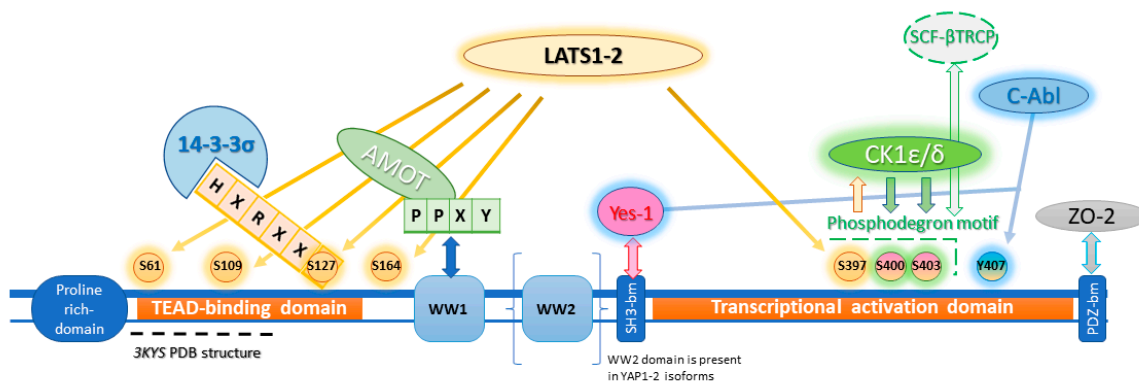 SCF-βTRCP
LATS1-2
C-Abl
14-3-3σ
AMOT
CK1ε/δ
H X R X X
P P X Y
Yes-1
Phosphodegron motif
ZO-2
S61
S109
S127
S164
S397
S400
S403
Y407
Proline
rich-
domain
TEAD-binding domain
WW1
WW2
SH3-bm
Transcriptional activation domain
PDZ-bm
3KYS PDB structure
WW2 domain is present
in YAP1-2 isoforms